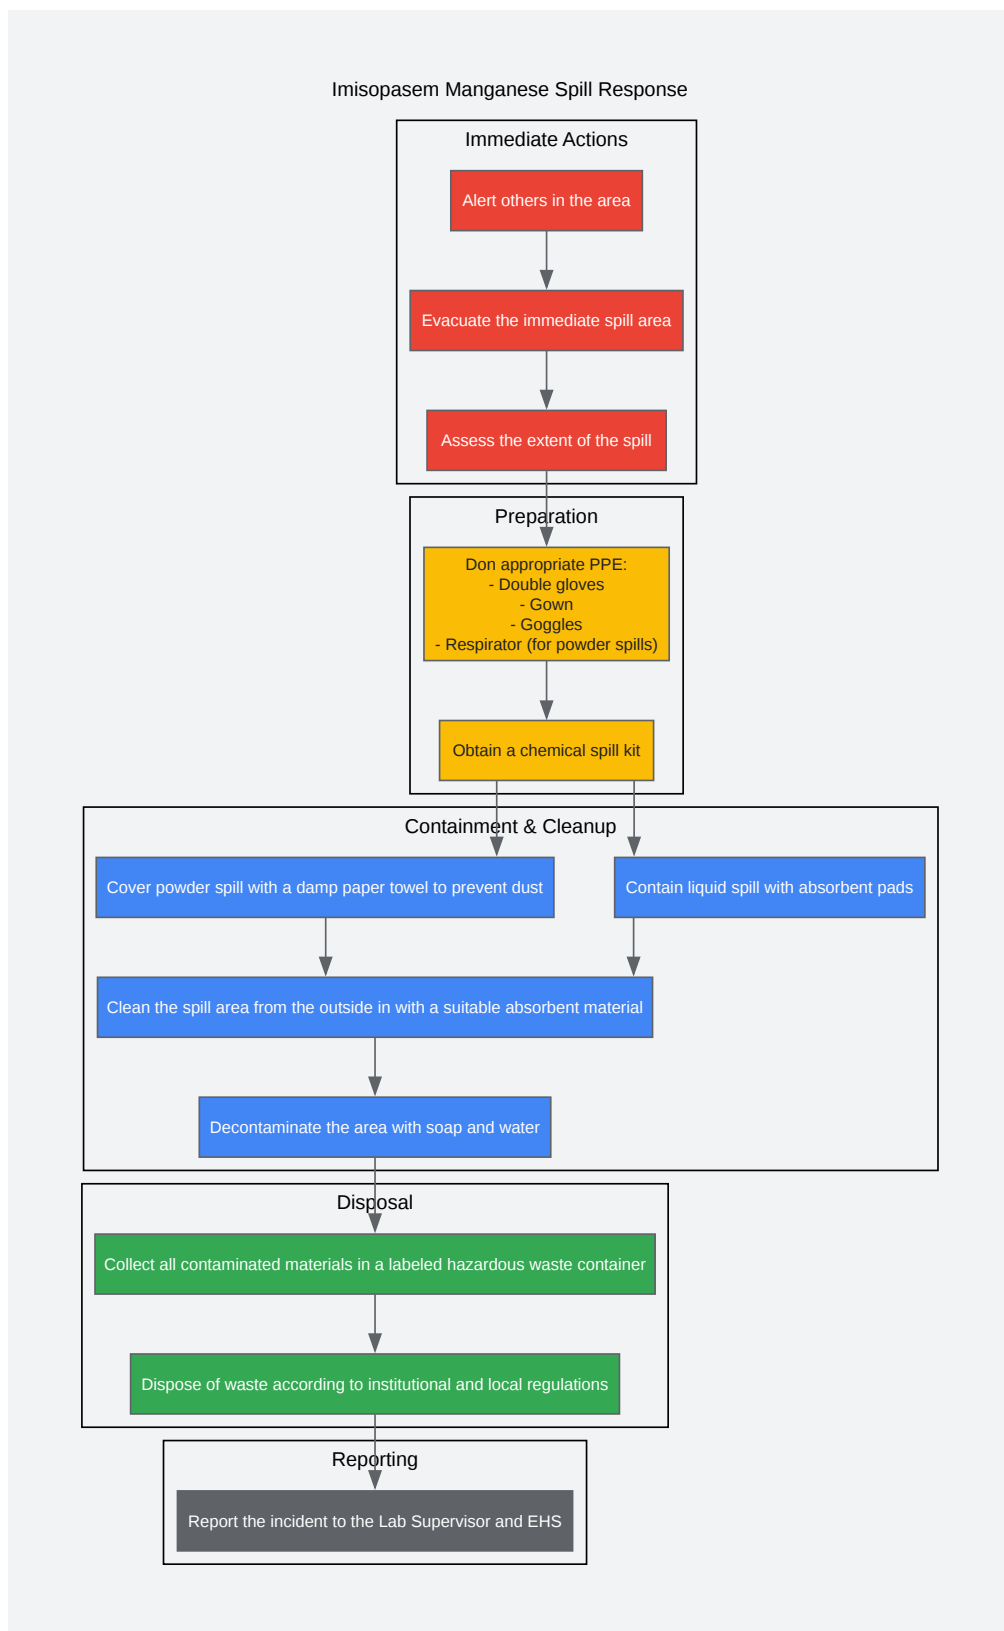 Imisopasem Manganese Spill Response
Immediate Actions
Alert others in the area
Evacuate the immediate spill area
Assess the extent of the spill
Preparation
Don appropriate PPE:
- Double gloves
- Gown
- Goggles
- Respirator (for powder spills)
Obtain a chemical spill kit
Containment & Cleanup
Cover powder spill with a damp paper towel to prevent dust
Contain liquid spill with absorbent pads
Clean the spill area from the outside in with a suitable absorbent material
Decontaminate the area with soap and water
Disposal
Collect all contaminated materials in a labeled hazardous waste container
Dispose of waste according to institutional and local regulations
Reporting
Report the incident to the Lab Supervisor and EHS